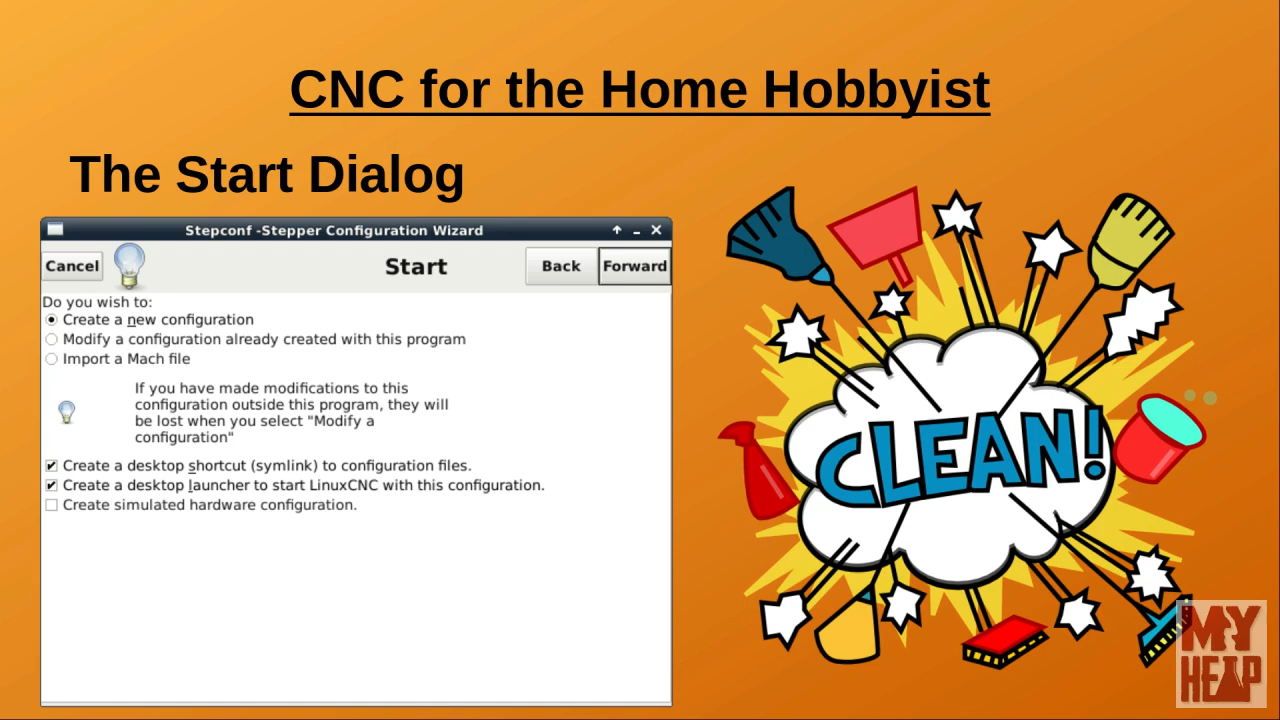 CNC for the Home Hobbyist
The Start Dialog
Stepconf -Stepper Configuration Wizard
Cancel
Start
Back
Forward
Do you wish to:
Create a new configuration
Modify a configuration already created with this program
Import a Mach file
If you have made modifications to this
configuration outside this program, they will
be lost when you select "Modify a
configuration"
Create a desktop shortcut (symlink) to configuration files.
Create a desktop launcher to start LinuxCNC with this configuration.
Create simulated hardware configuration.
CLEAN!
MY
HEAP